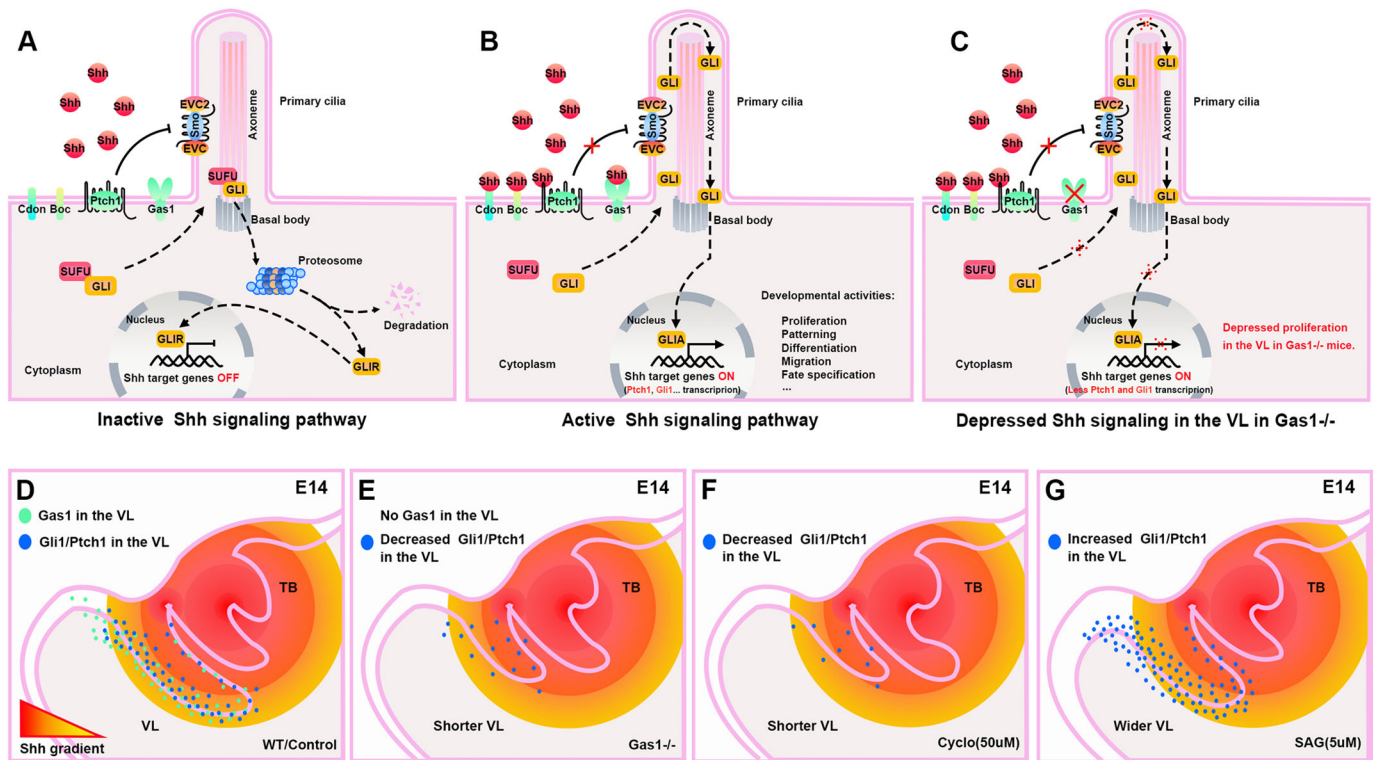 A
Shh
Shh
Shh
Shh
Shh
EVC2
Smo
EVC
Axoneme
Primary cilia
SUFU
GLI
Cdon
Boc
Ptch1
Gas1
Basal body
SUFU
GLI
Proteosome
Degradation
Nucleus
GLIR
GLIR
Cytoplasm
Shh target genes OFF
Inactive Shh signaling pathway
B
Shh
Shh
Shh
Shh
Shh
GLI
GLI
EVC2
Smo
EVC
Axoneme
Primary cilia
Shh
Shh
Shh
Shh
GLI
GLI
Cdon
Boc
Ptch1
Gas1
Basal body
SUFU
GLI
Developmental activities:
Proliferation
Patterning
Differentiation
Migration
Fate specification
...
Nucleus
GLIA
Cytoplasm
Shh target genes ON
(Ptch1, Gli1... transcriprion)
Active Shh signaling pathway
C
Shh
Shh
Shh
Shh
Shh
GLI
GLI
EVC2
Smo
EVC
Axoneme
Primary cilia
Shh
Shh
Shh
GLI
GLI
Cdon
Boc
Ptch1
Gas1
Basal body
SUFU
GLI
Nucleus
GLIA
Depressed proliferation
in the VL in Gas1-/- mice.
Cytoplasm
Shh target genes ON
(Less Ptch1 and Gli1 transcriprion)
Depressed Shh signaling in the VL in Gas1-/-
D
E14
Gas1 in the VL
Gli1/Ptch1 in the VL
TB
VL
Shh gradient
WT/Control
E
E14
No Gas1 in the VL
Decreased Gli1/Ptch1
in the VL
TB
Shorter VL
Gas1-/-
F
E14
Decreased Gli1/Ptch1
in the VL
TB
Shorter VL
Cyclo(50uM)
G
E14
Increased Gli1/Ptch1
in the VL
TB
Wider VL
SAG(5uM)